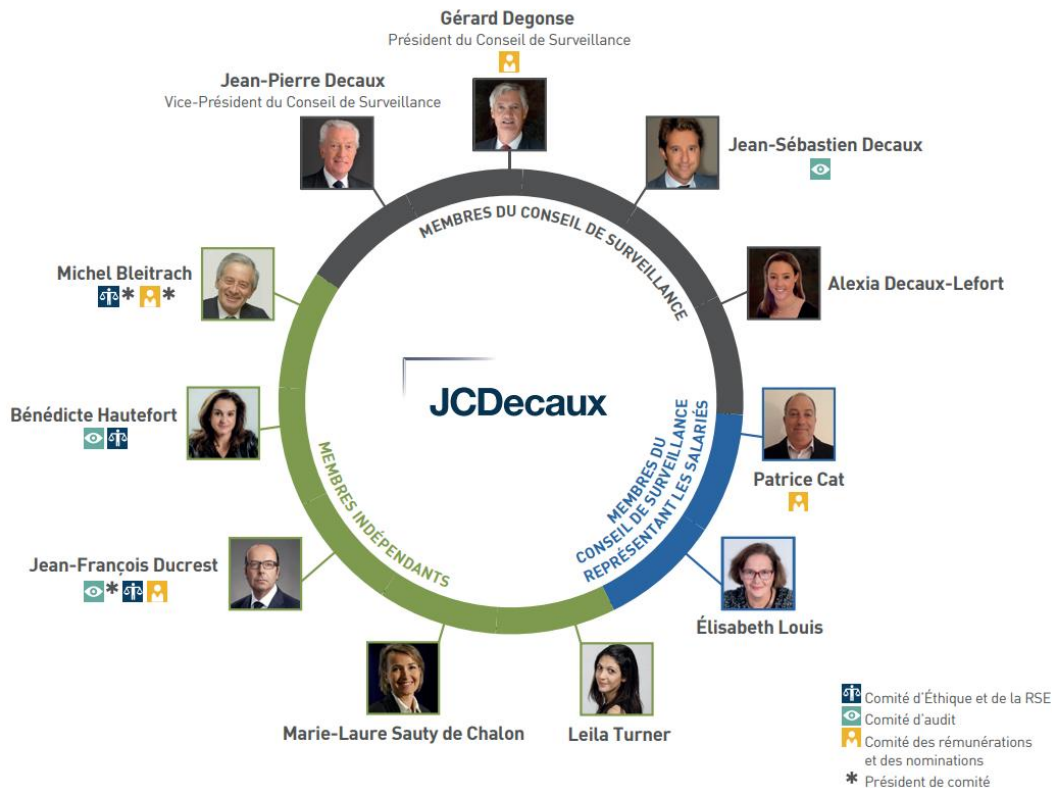 Gérard Degonse
Président du Conseil de Surveillance
Jean-Pierre Decaux
Vice-Président du Conseil de Surveillance
Jean-Sébastien Decaux
MEMBRES DU CONSEIL DE SURVEILLANCE
Michel Bleitrach
* *
Alexia Decaux-Lefort
JCDecaux
Bénédicte Hautefort
MEMBRES INDÉPENDANTS
MEMBRES DU
CONSEIL DE SURVEILLANCE
REPRÉSENTANT LES SALARIÉS
Patrice Cat
Jean-François Ducrest
*
Élisabeth Louis
Marie-Laure Sauty de Chalon
Leila Turner
Comité d'Éthique et de la RSE
Comité d'audit
Comité des rémunérations
et des nominations
* Président de comité